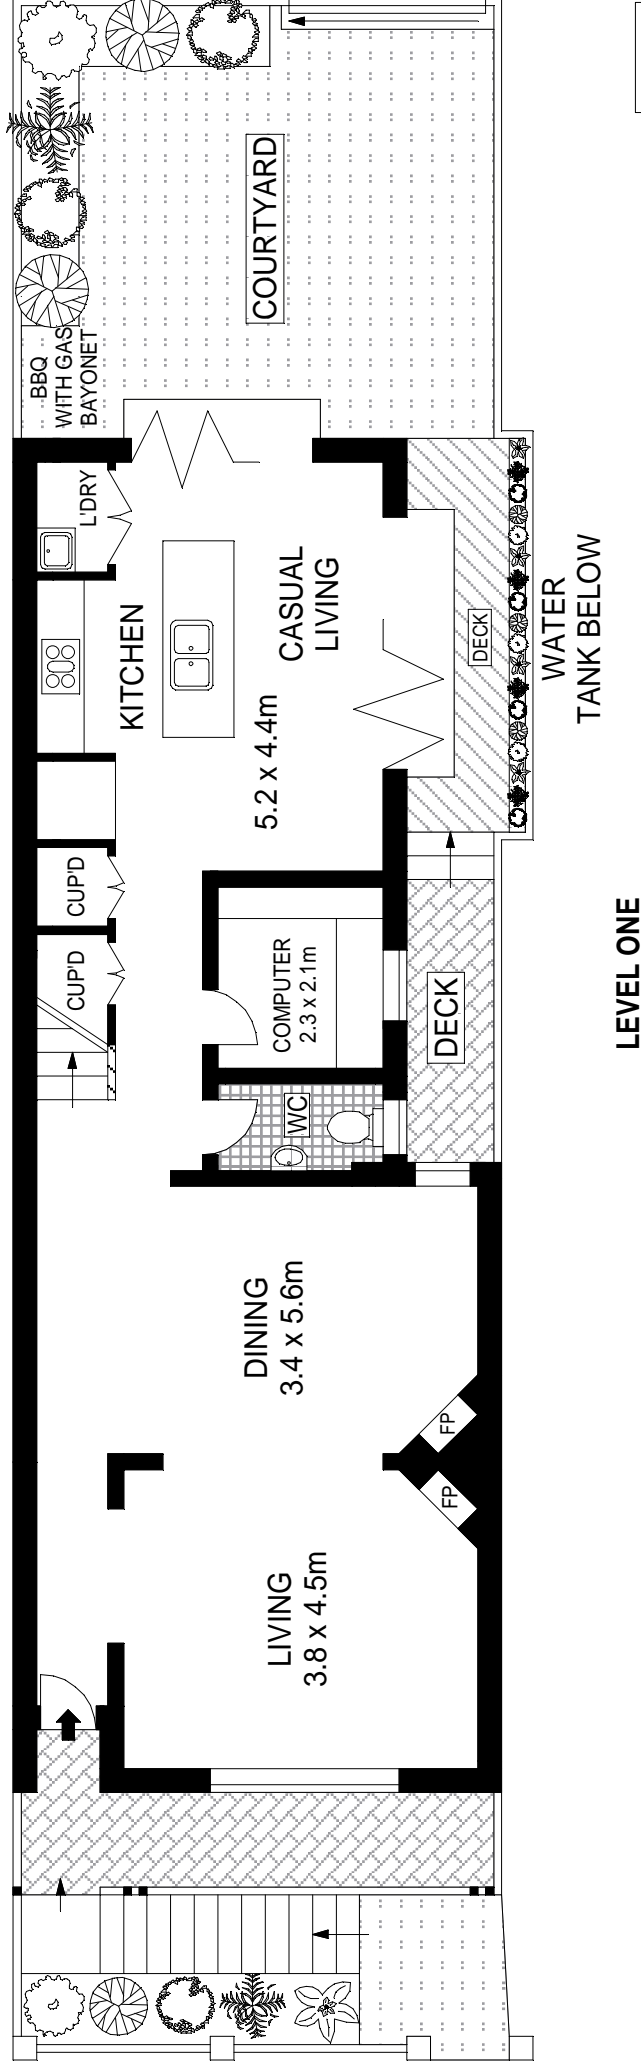 COURTYARD
BBQ
WITH GAS
BAYONET
L'DRY
KITCHEN
CASUAL
LIVING
5.2 x 4.4m
DECK
WATER
TANK BELOW
CUP'D
CUP'D
COMPUTER
2.3 x 2.1m
DECK
WC
LEVEL ONE
DINING
3.4 x 5.6m
FP
FP
LIVING
3.8 x 4.5m